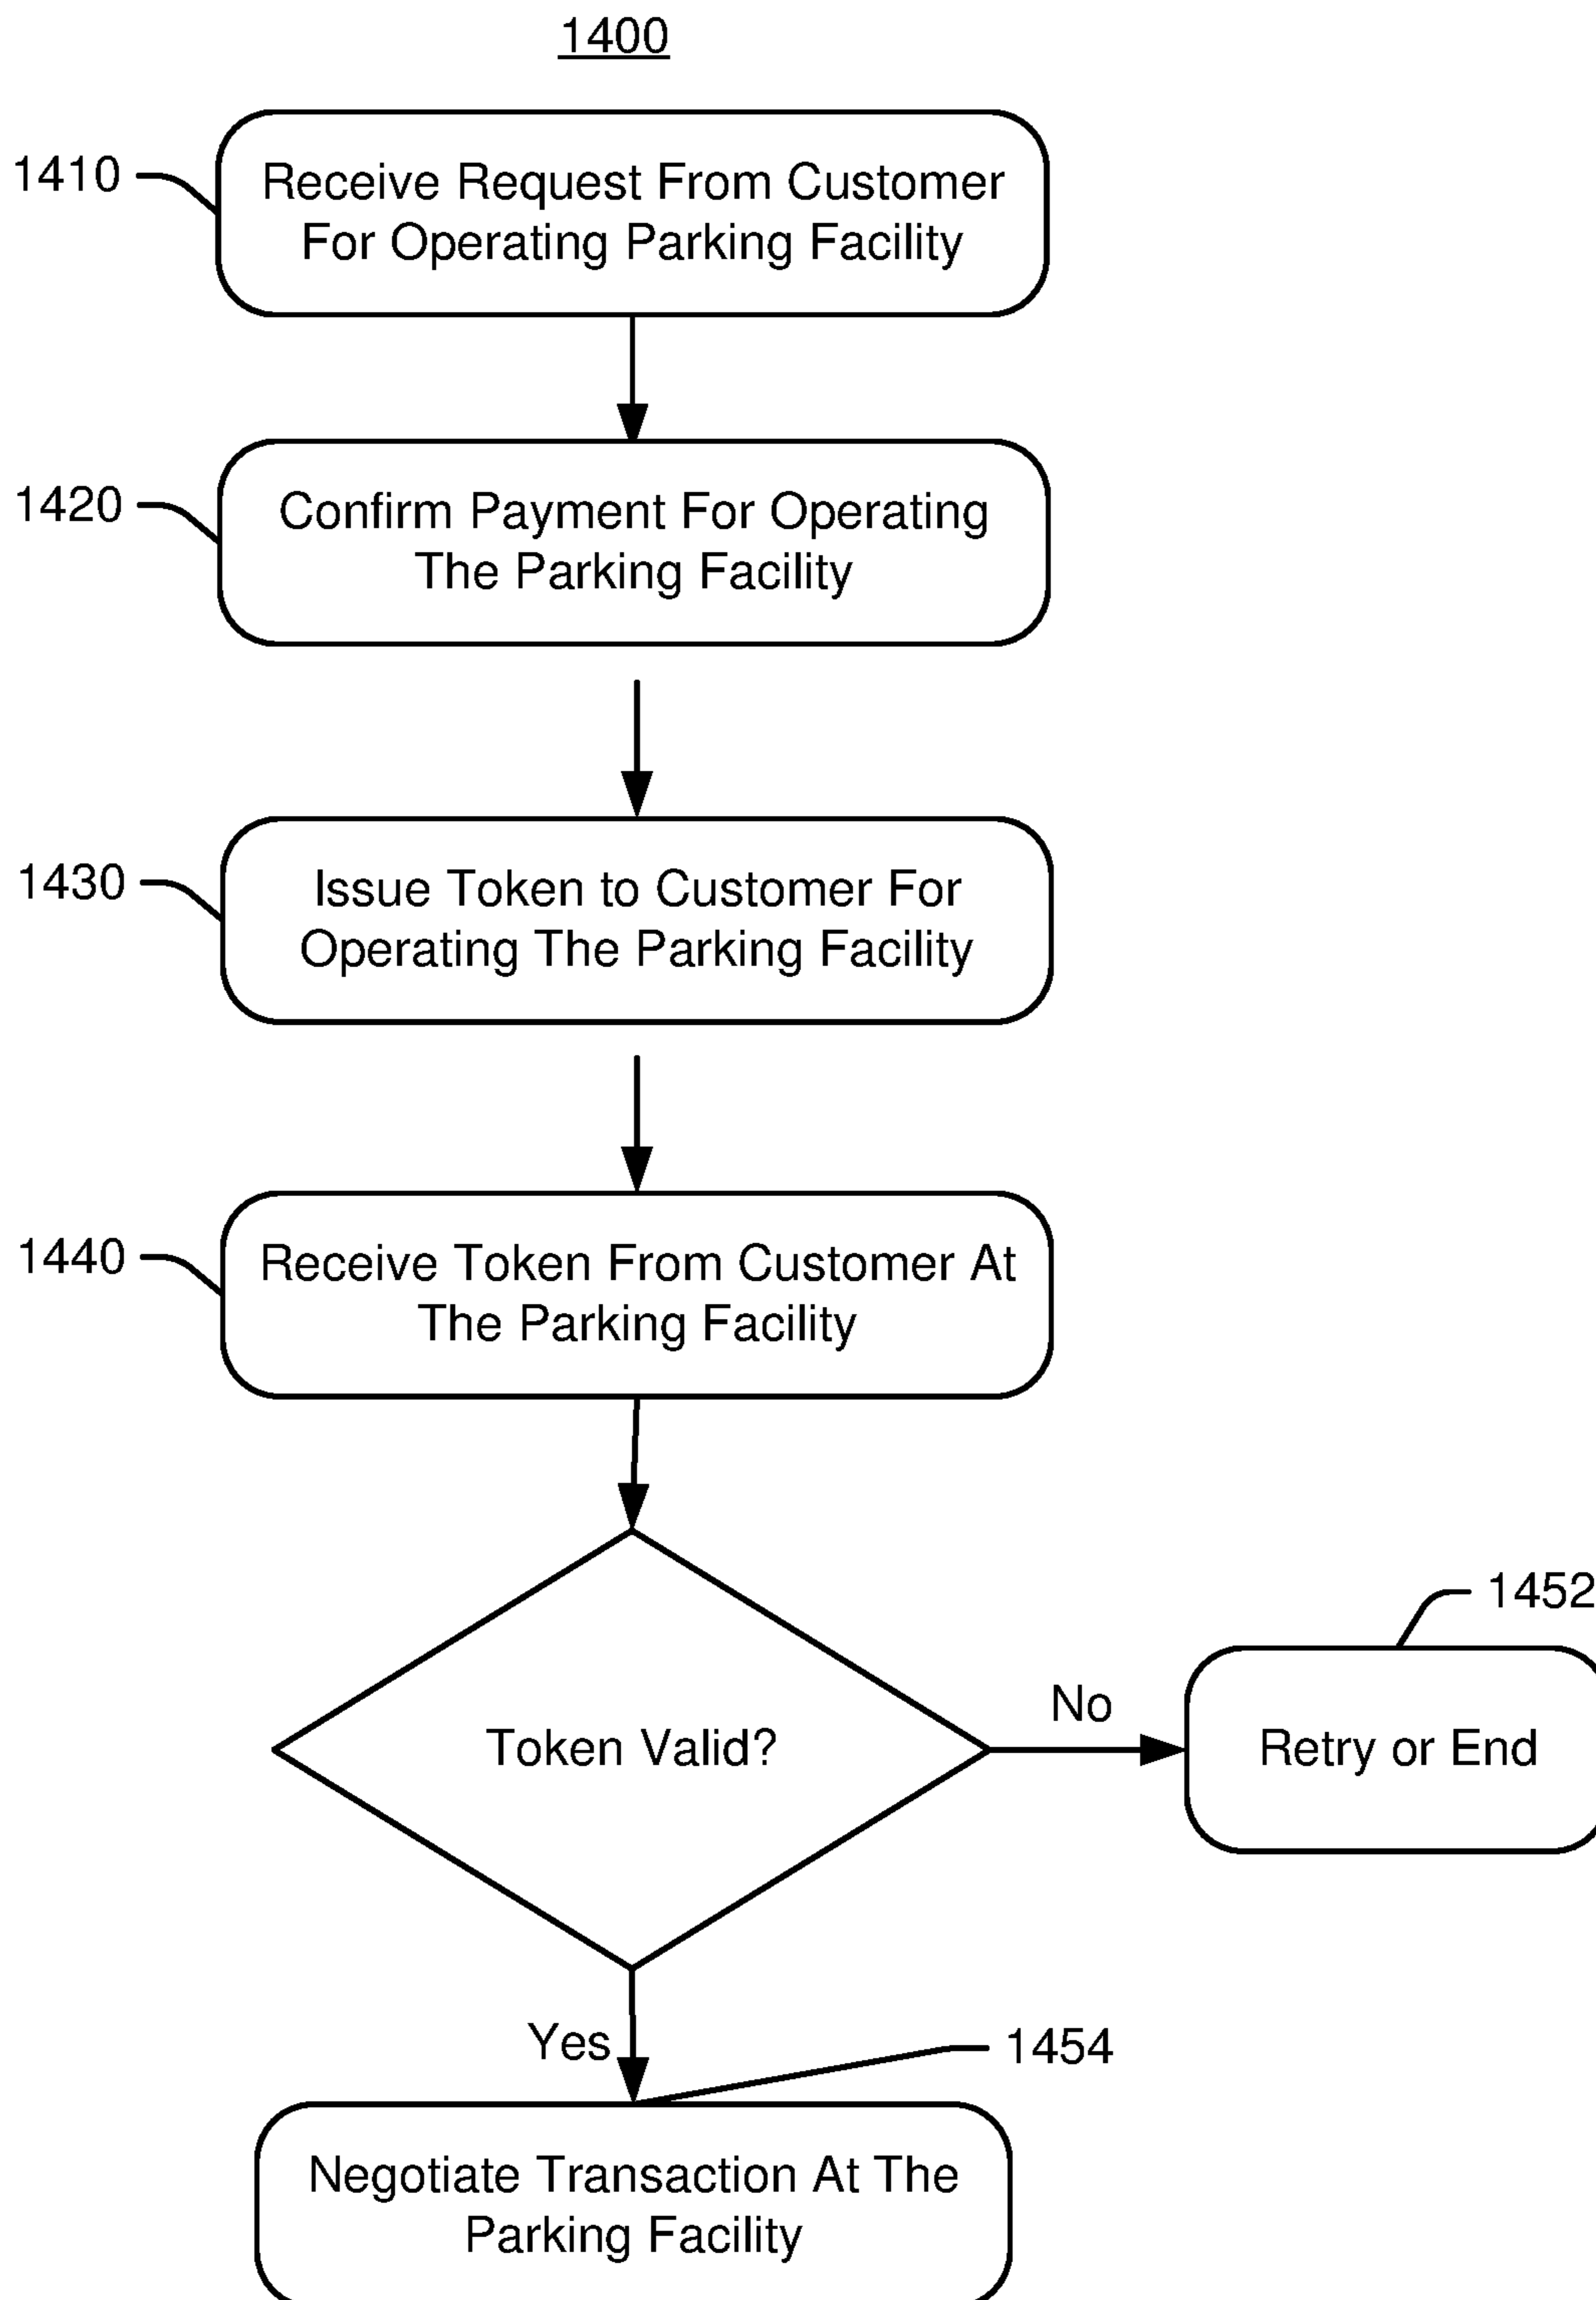 1400
1410
Receive Request From Customer
For Operating Parking Facility
1420
Confirm Payment For Operating
The Parking Facility
1430
Issue Token to Customer For
Operating The Parking Facility
1440
Receive Token From Customer At
The Parking Facility
1452
Token Valid?
No
Retry or End
Yes
1454
Negotiate Transaction At The
Parking Facility